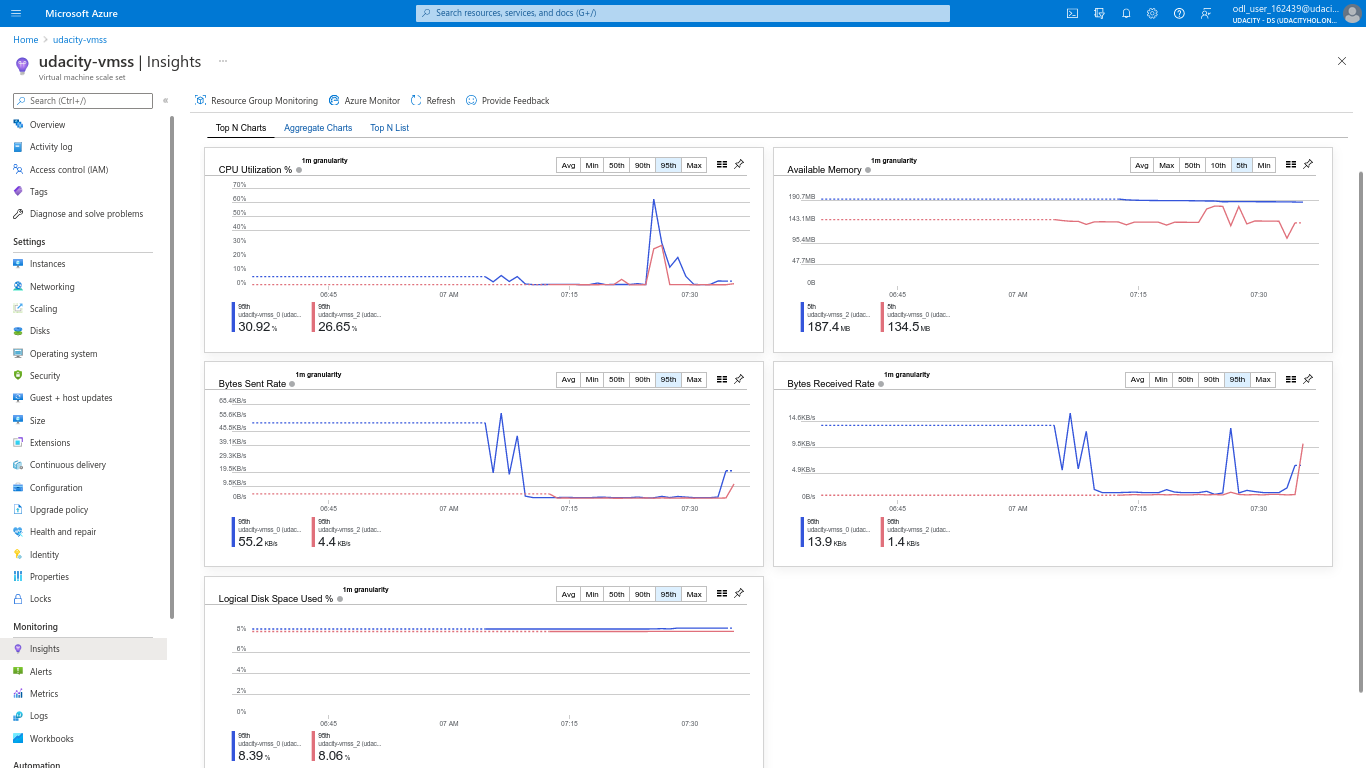 Microsoft Azure
Search resources, services, and docs (G+/)
odl_user_162439@udaci...
UDACITY - DS (UDACITYHOL.ON...
Home > udacity-vmss
udacity-vmss | Insights ...
Virtual machine scale set
Search (Ctrl+/)
«
Overview
Activity log
Access control (IAM)
Tags
Diagnose and solve problems
Settings
Instances
Networking
Scaling
Disks
Operating system
Security
Guest + host updates
Size
Extensions
Continuous delivery
Configuration
Upgrade policy
Health and repair
Identity
Properties
Locks
Monitoring
Insights
Alerts
Metrics
Logs
Workbooks
Automation
Resource Group Monitoring Azure Monitor Refresh Provide Feedback
Top N Charts Aggregate Charts Top N List
CPU Utilization % 1m granularity
Avg Min 50th 90th 95th Max
70%
60%
50%
40%
30%
20%
10%
0%
06:45 07 AM 07:15 07:30
95th
udacity-vmss_0 (udac...
30.92 %
95th
udacity-vmss_2 (udac...
26.65 %
Available Memory 1m granularity
Avg Max 50th 10th 5th Min
190.7MB
143.1MB
95.4MB
47.7MB
0B
06:45 07 AM 07:15 07:30
5th
udacity-vmss_2 (udac...
187.4 MB
5th
udacity-vmss_0 (udac...
134.5 MB
Bytes Sent Rate 1m granularity
Avg Min 50th 90th 95th Max
68.4KB/s
58.6KB/s
48.8KB/s
39.1KB/s
29.3KB/s
19.5KB/s
9.8KB/s
0B/s
06:45 07 AM 07:15 07:30
95th
udacity-vmss_0 (udac...
55.2 KB/s
95th
udacity-vmss_2 (udac...
4.4 KB/s
Bytes Received Rate 1m granularity
Avg Min 50th 90th 95th Max
14.6KB/s
9.5KB/s
4.9KB/s
0B/s
06:45 07 AM 07:15 07:30
95th
udacity-vmss_0 (udac...
13.9 KB/s
95th
udacity-vmss_2 (udac...
1.4 KB/s
Logical Disk Space Used % 1m granularity
Avg Min 50th 90th 95th Max
8%
6%
4%
2%
0%
06:45 07 AM 07:15 07:30
95th
udacity-vmss_0 (udac...
8.39 %
95th
udacity-vmss_2 (udac...
8.06 %